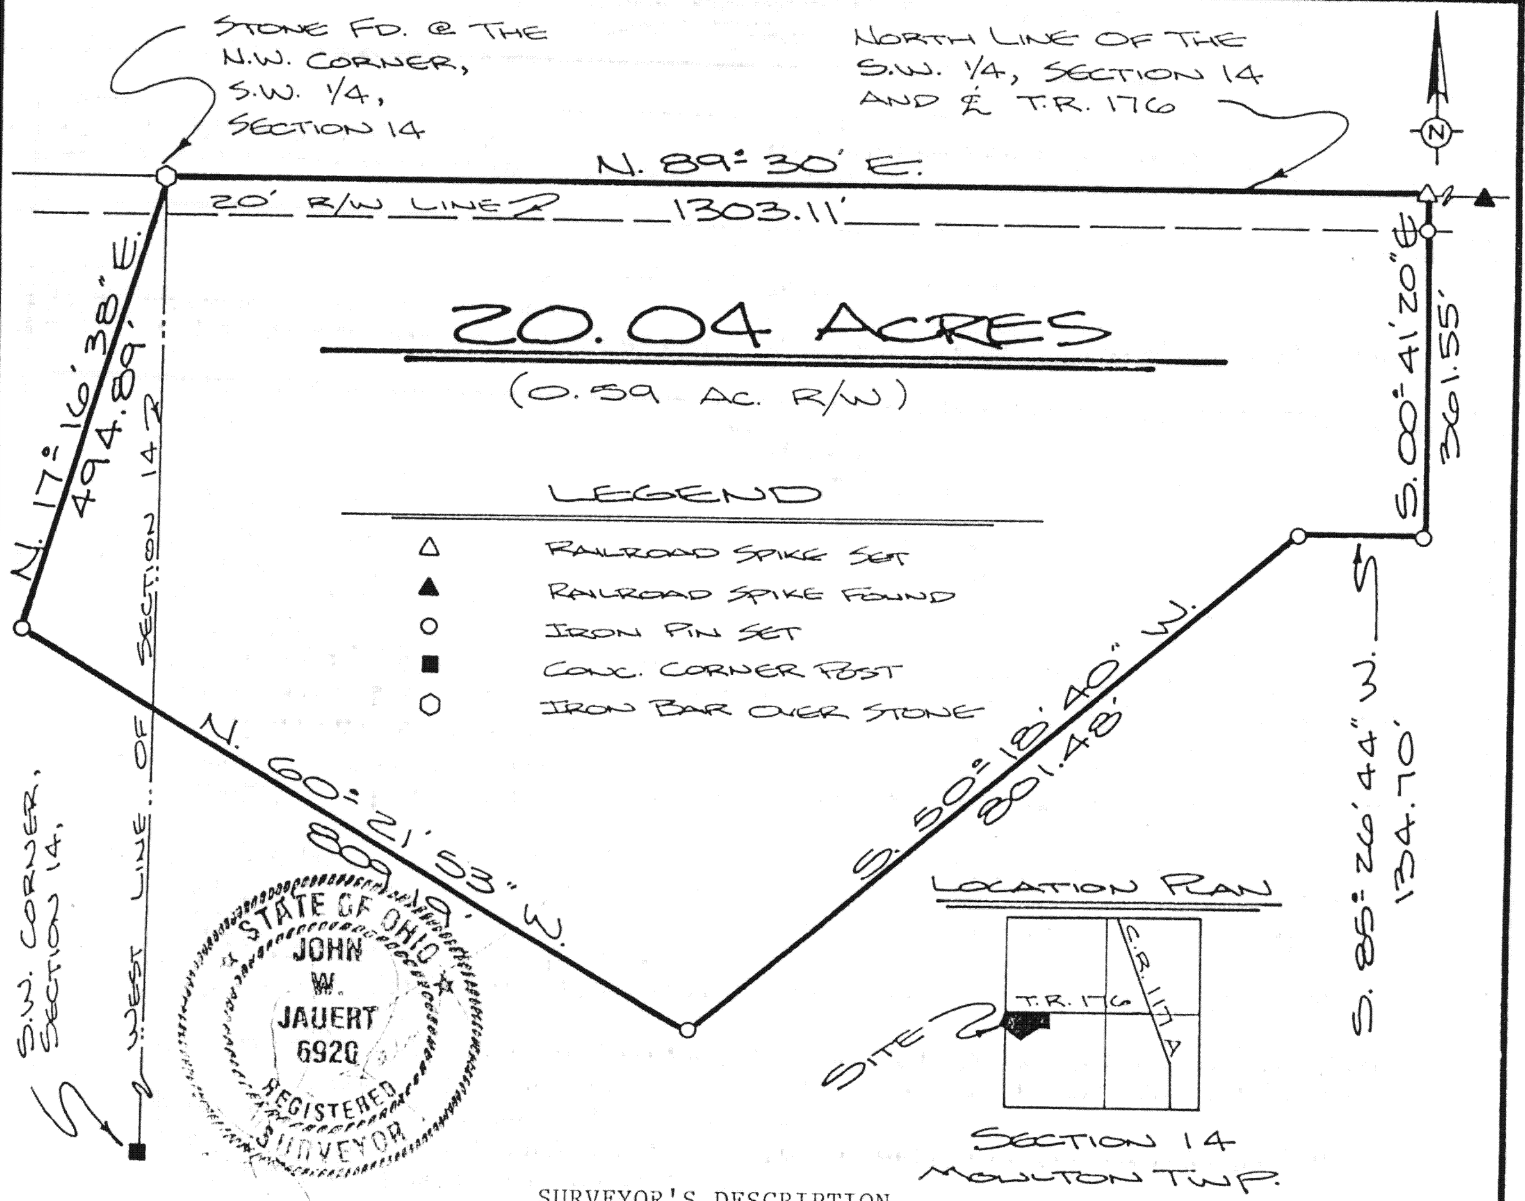 STONE FD. @ THE
N.W. CORNER,
S.W. 1/4,
SECTION 14
NORTH LINE OF THE
S.W. 1/4, SECTION 14
AND ℄ T.R. 176
N
N. 89° 30' E.
20' R/W LINE
1303.11'
N. 17° 16' 38" E.
494.89'
S. 00° 41' 20" E
361.55'
20.04 ACRES
(0.59 AC. R/W)
LEGEND
RAILROAD SPIKE SET
RAILROAD SPIKE FOUND
IRON PIN SET
CONC. CORNER POST
IRON BAR OVER STONE
WEST LINE OF SECTION 14
N. 60° 21' 53" W.
809.19'
S. 50° 18' 40" W.
801.48'
S. 85° 26' 44" W.
134.70'
S.W. CORNER,
SECTION 14,
STATE OF OHIO
JOHN
W.
JAUERT
6920
REGISTERED
SURVEYOR
LOCATION PLAN
C.R. 117 A
T.R. 176
SITE
SECTION 14
MOULTON TWP.
SURVEYOR'S DESCRIPTION